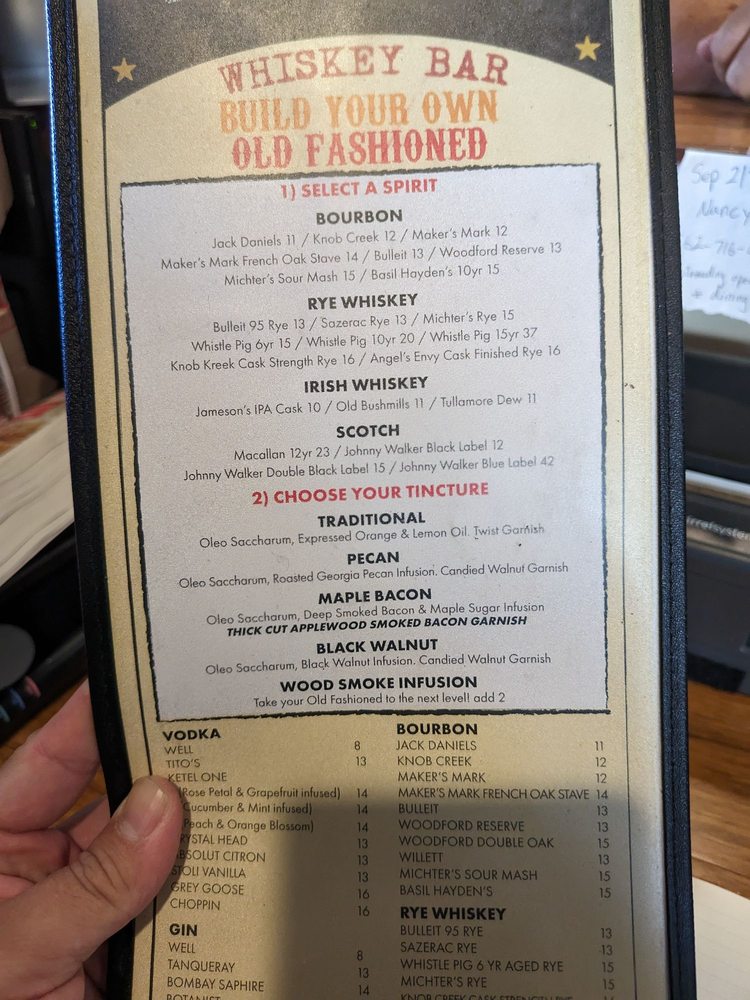 WHISKEY BAR
BUILD YOUR OWN
OLD FASHIONED
1) SELECT A SPIRIT
BOURBON
Jack Daniels 11 / Knob Creek 12 / Maker's Mark 12
Maker's Mark French Oak Stave 14 / Bulleit 13 / Woodford Reserve 13
Michter's Sour Mash 15 / Basil Hayden's 10yr 15
RYE WHISKEY
Bulleit 95 Rye 13 / Sazerac Rye 13 / Michter's Rye 15
Whistle Pig 6yr 15 / Whistle Pig 10yr 20 / Whistle Pig 15yr 37
Knob Kreek Cask Strength Rye 16 / Angel's Envy Cask Finished Rye 16
IRISH WHISKEY
Jameson's IPA Cask 10 / Old Bushmills 11 / Tullamore Dew 11
SCOTCH
Macallan 12yr 23 / Johnny Walker Black Label 12
Johnny Walker Double Black Label 15 / Johnny Walker Blue Label 42
2) CHOOSE YOUR TINCTURE
TRADITIONAL
Oleo Saccharum, Expressed Orange & Lemon Oil. Twist Garnish
PECAN
Oleo Saccharum, Roasted Georgia Pecan Infusion. Candied Walnut Garnish
MAPLE BACON
Oleo Saccharum, Deep Smoked Bacon & Maple Sugar Infusion
THICK CUT APPLEWOOD SMOKED BACON GARNISH
BLACK WALNUT
Oleo Saccharum, Black Walnut Infusion. Candied Walnut Garnish
WOOD SMOKE INFUSION
Take your Old Fashioned to the next level! add 2
VODKA
WELL 8
TITO'S 13
KETEL ONE
(Rose Petal & Grapefruit infused) 14
Cucumber & Mint infused) 14
Peach & Orange Blossom) 14
RYSTAL HEAD 13
ABSOLUT CITRON 13
STOLI VANILLA 13
GREY GOOSE 16
CHOPPIN 16
GIN
WELL 8
TANQUERAY 13
BOMBAY SAPHIRE 14
BOTANIST
BOURBON
JACK DANIELS 11
KNOB CREEK 12
MAKER'S MARK 12
MAKER'S MARK FRENCH OAK STAVE 14
BULLEIT 13
WOODFORD RESERVE 13
WOODFORD DOUBLE OAK 15
WILLETT 13
MICHTER'S SOUR MASH 15
BASIL HAYDEN'S 15
RYE WHISKEY
BULLEIT 95 RYE 13
SAZERAC RYE 13
WHISTLE PIG 6 YR AGED RYE 15
MICHTER'S RYE 15
KNOB CREEK CASK STRENGTH RYE
Sep 21
Nancy